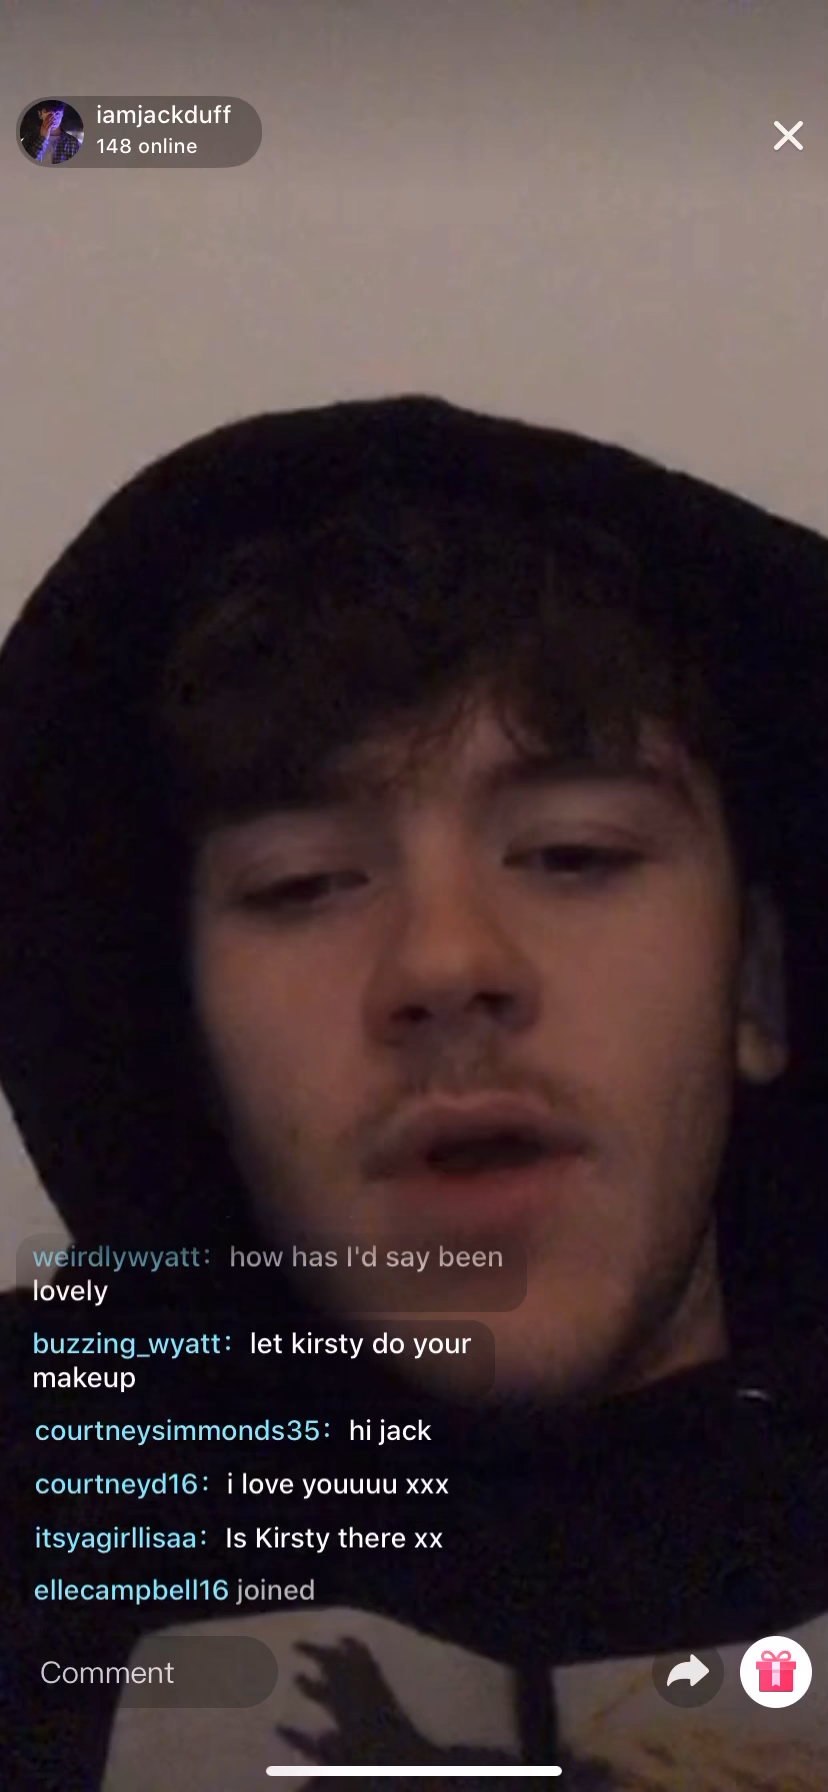 iamjackduff
148 online
weirdlywyatt: how has I'd say been
lovely
buzzing_wyatt: let kirsty do your
makeup
courtneysimmonds35: hi jack
courtneyd16: i love youuuu xxx
itsyagirllisaa: Is Kirsty there xx
ellecampbell16 joined
Comment